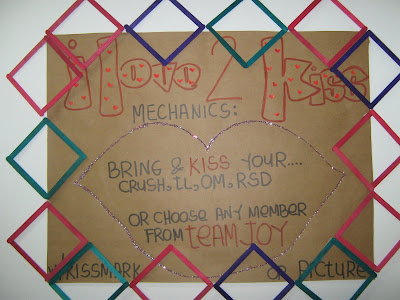 i Love 2 Kiss
MECHANICS:
BRING & KISS YOUR....
CRUSH, TL, OM, RSD
OR CHOOSE ANY MEMBER
FROM TEAM JOY
W/KISSMARK OR PICTURE